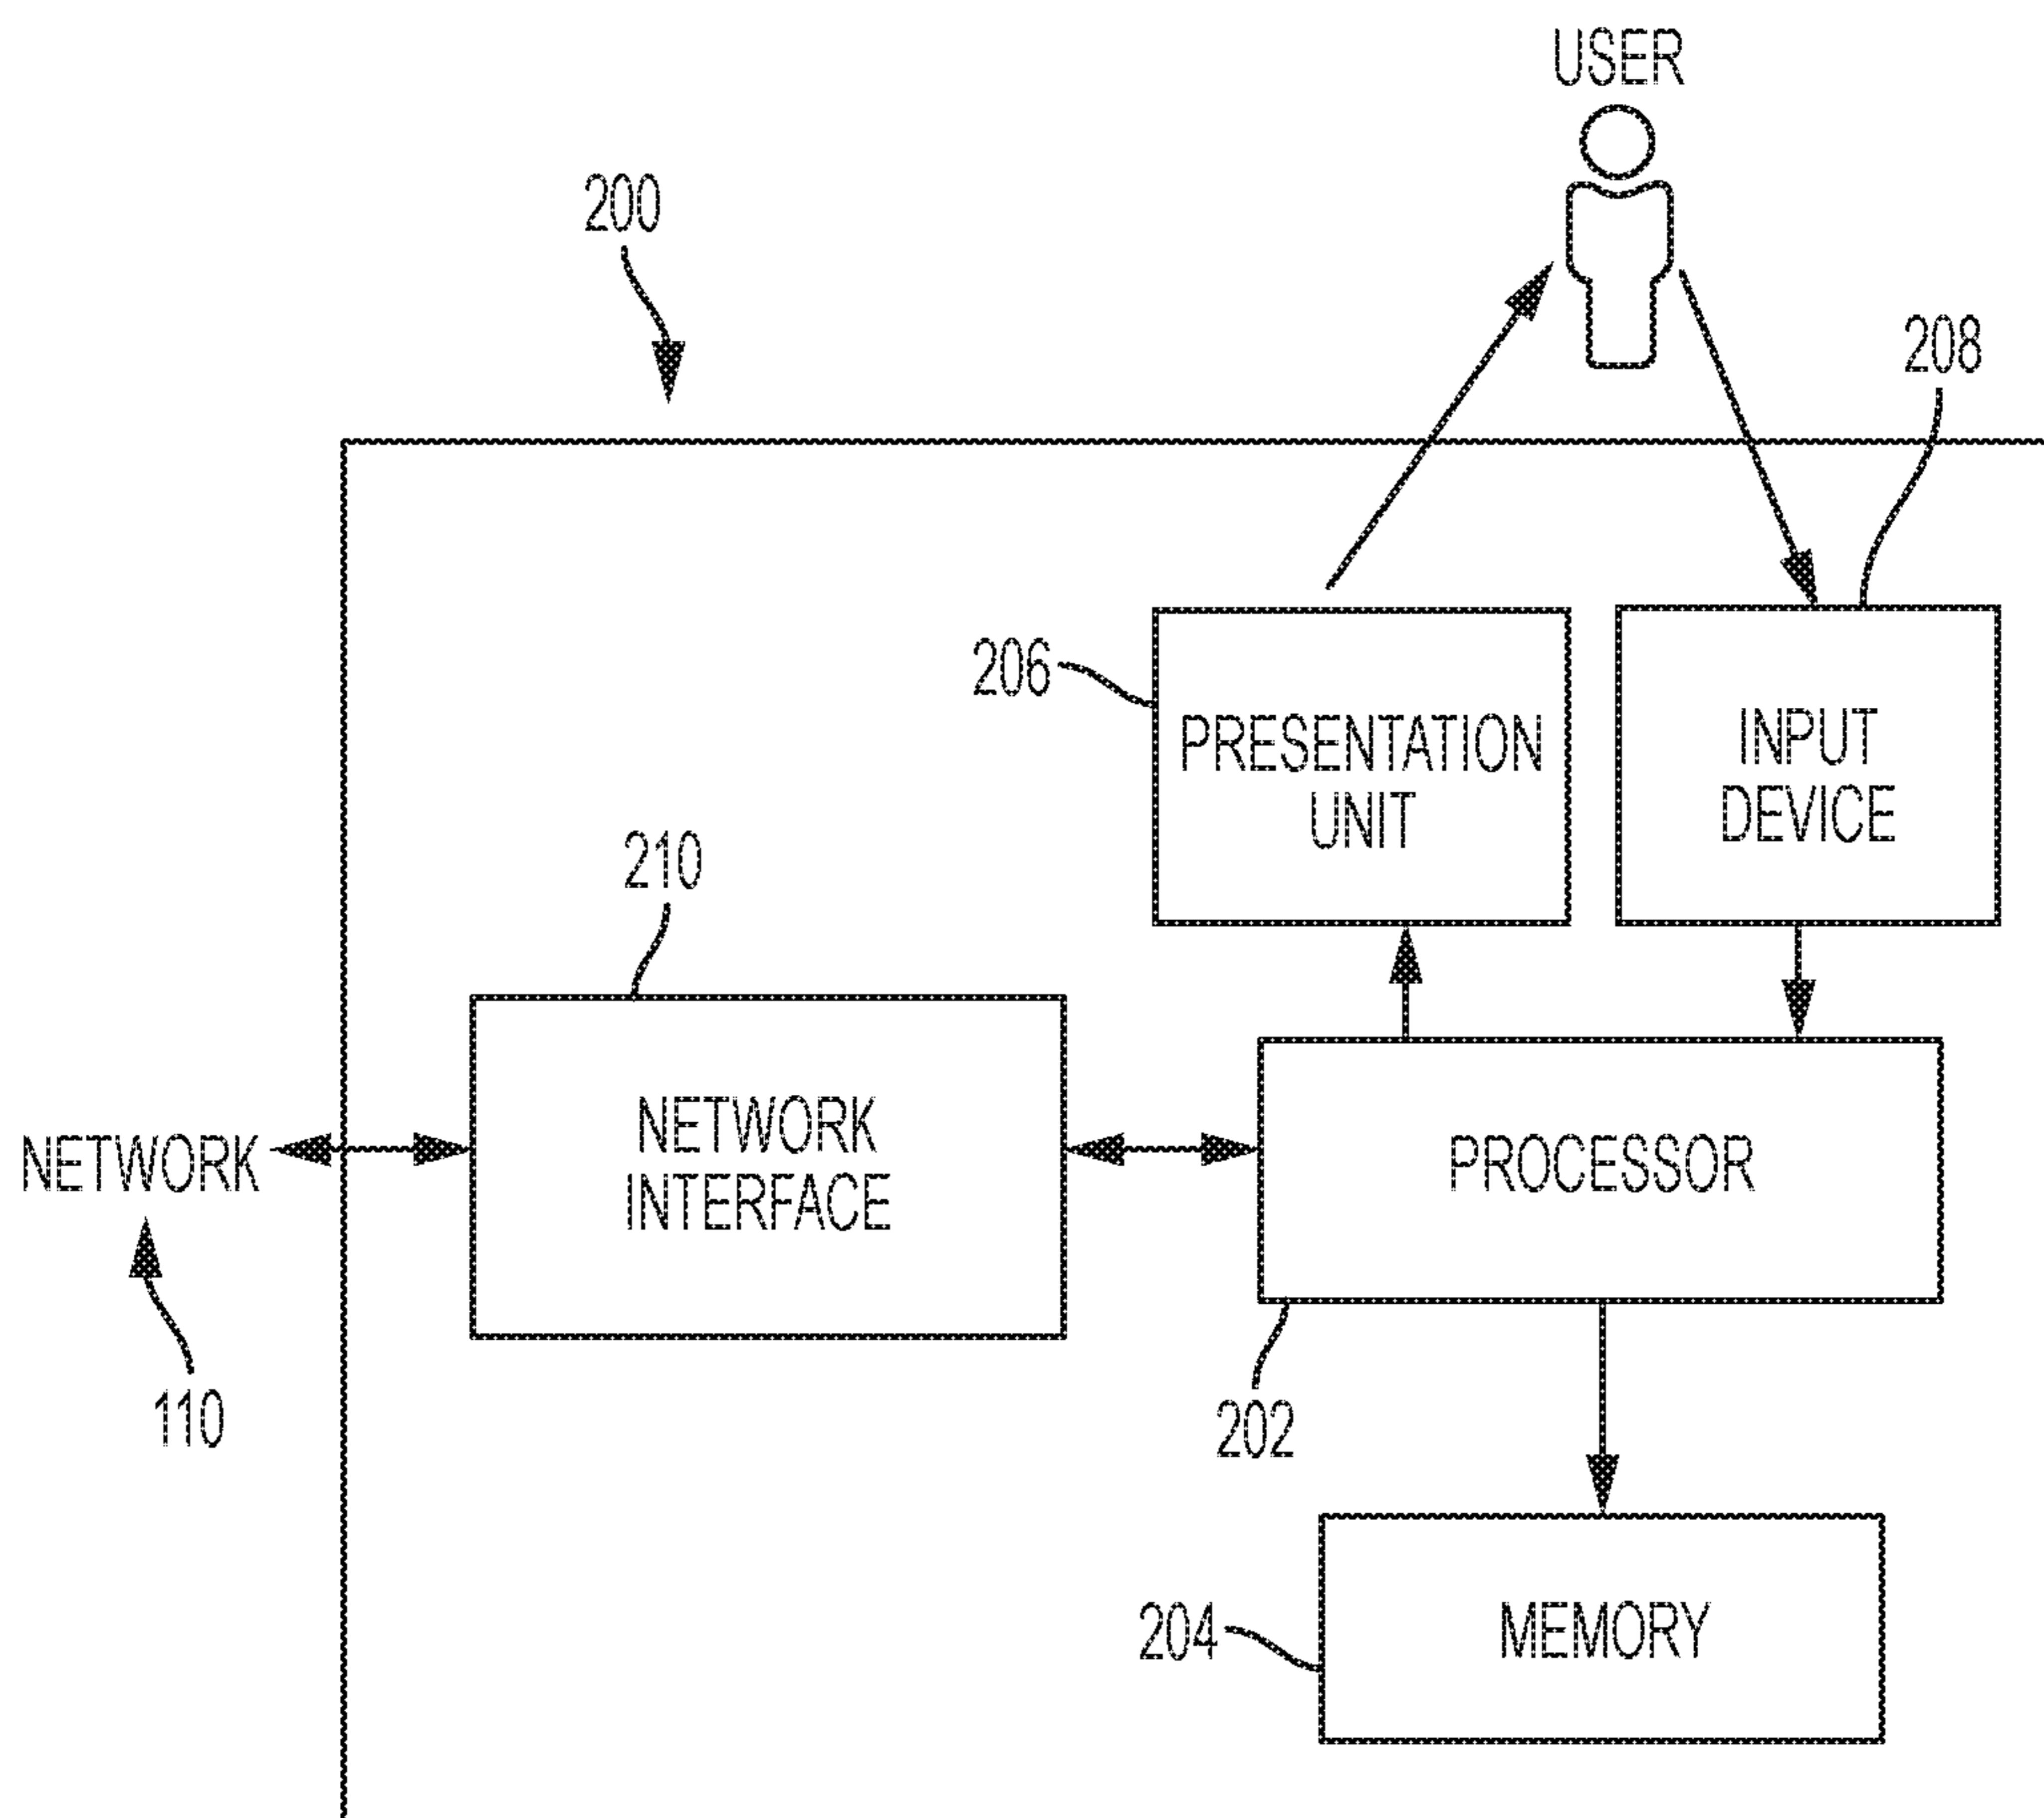 USER
200
208
206
PRESENTATION
UNIT
INPUT
DEVICE
210
NETWORK
INTERFACE
NETWORK
PROCESSOR
110
202
204
MEMORY